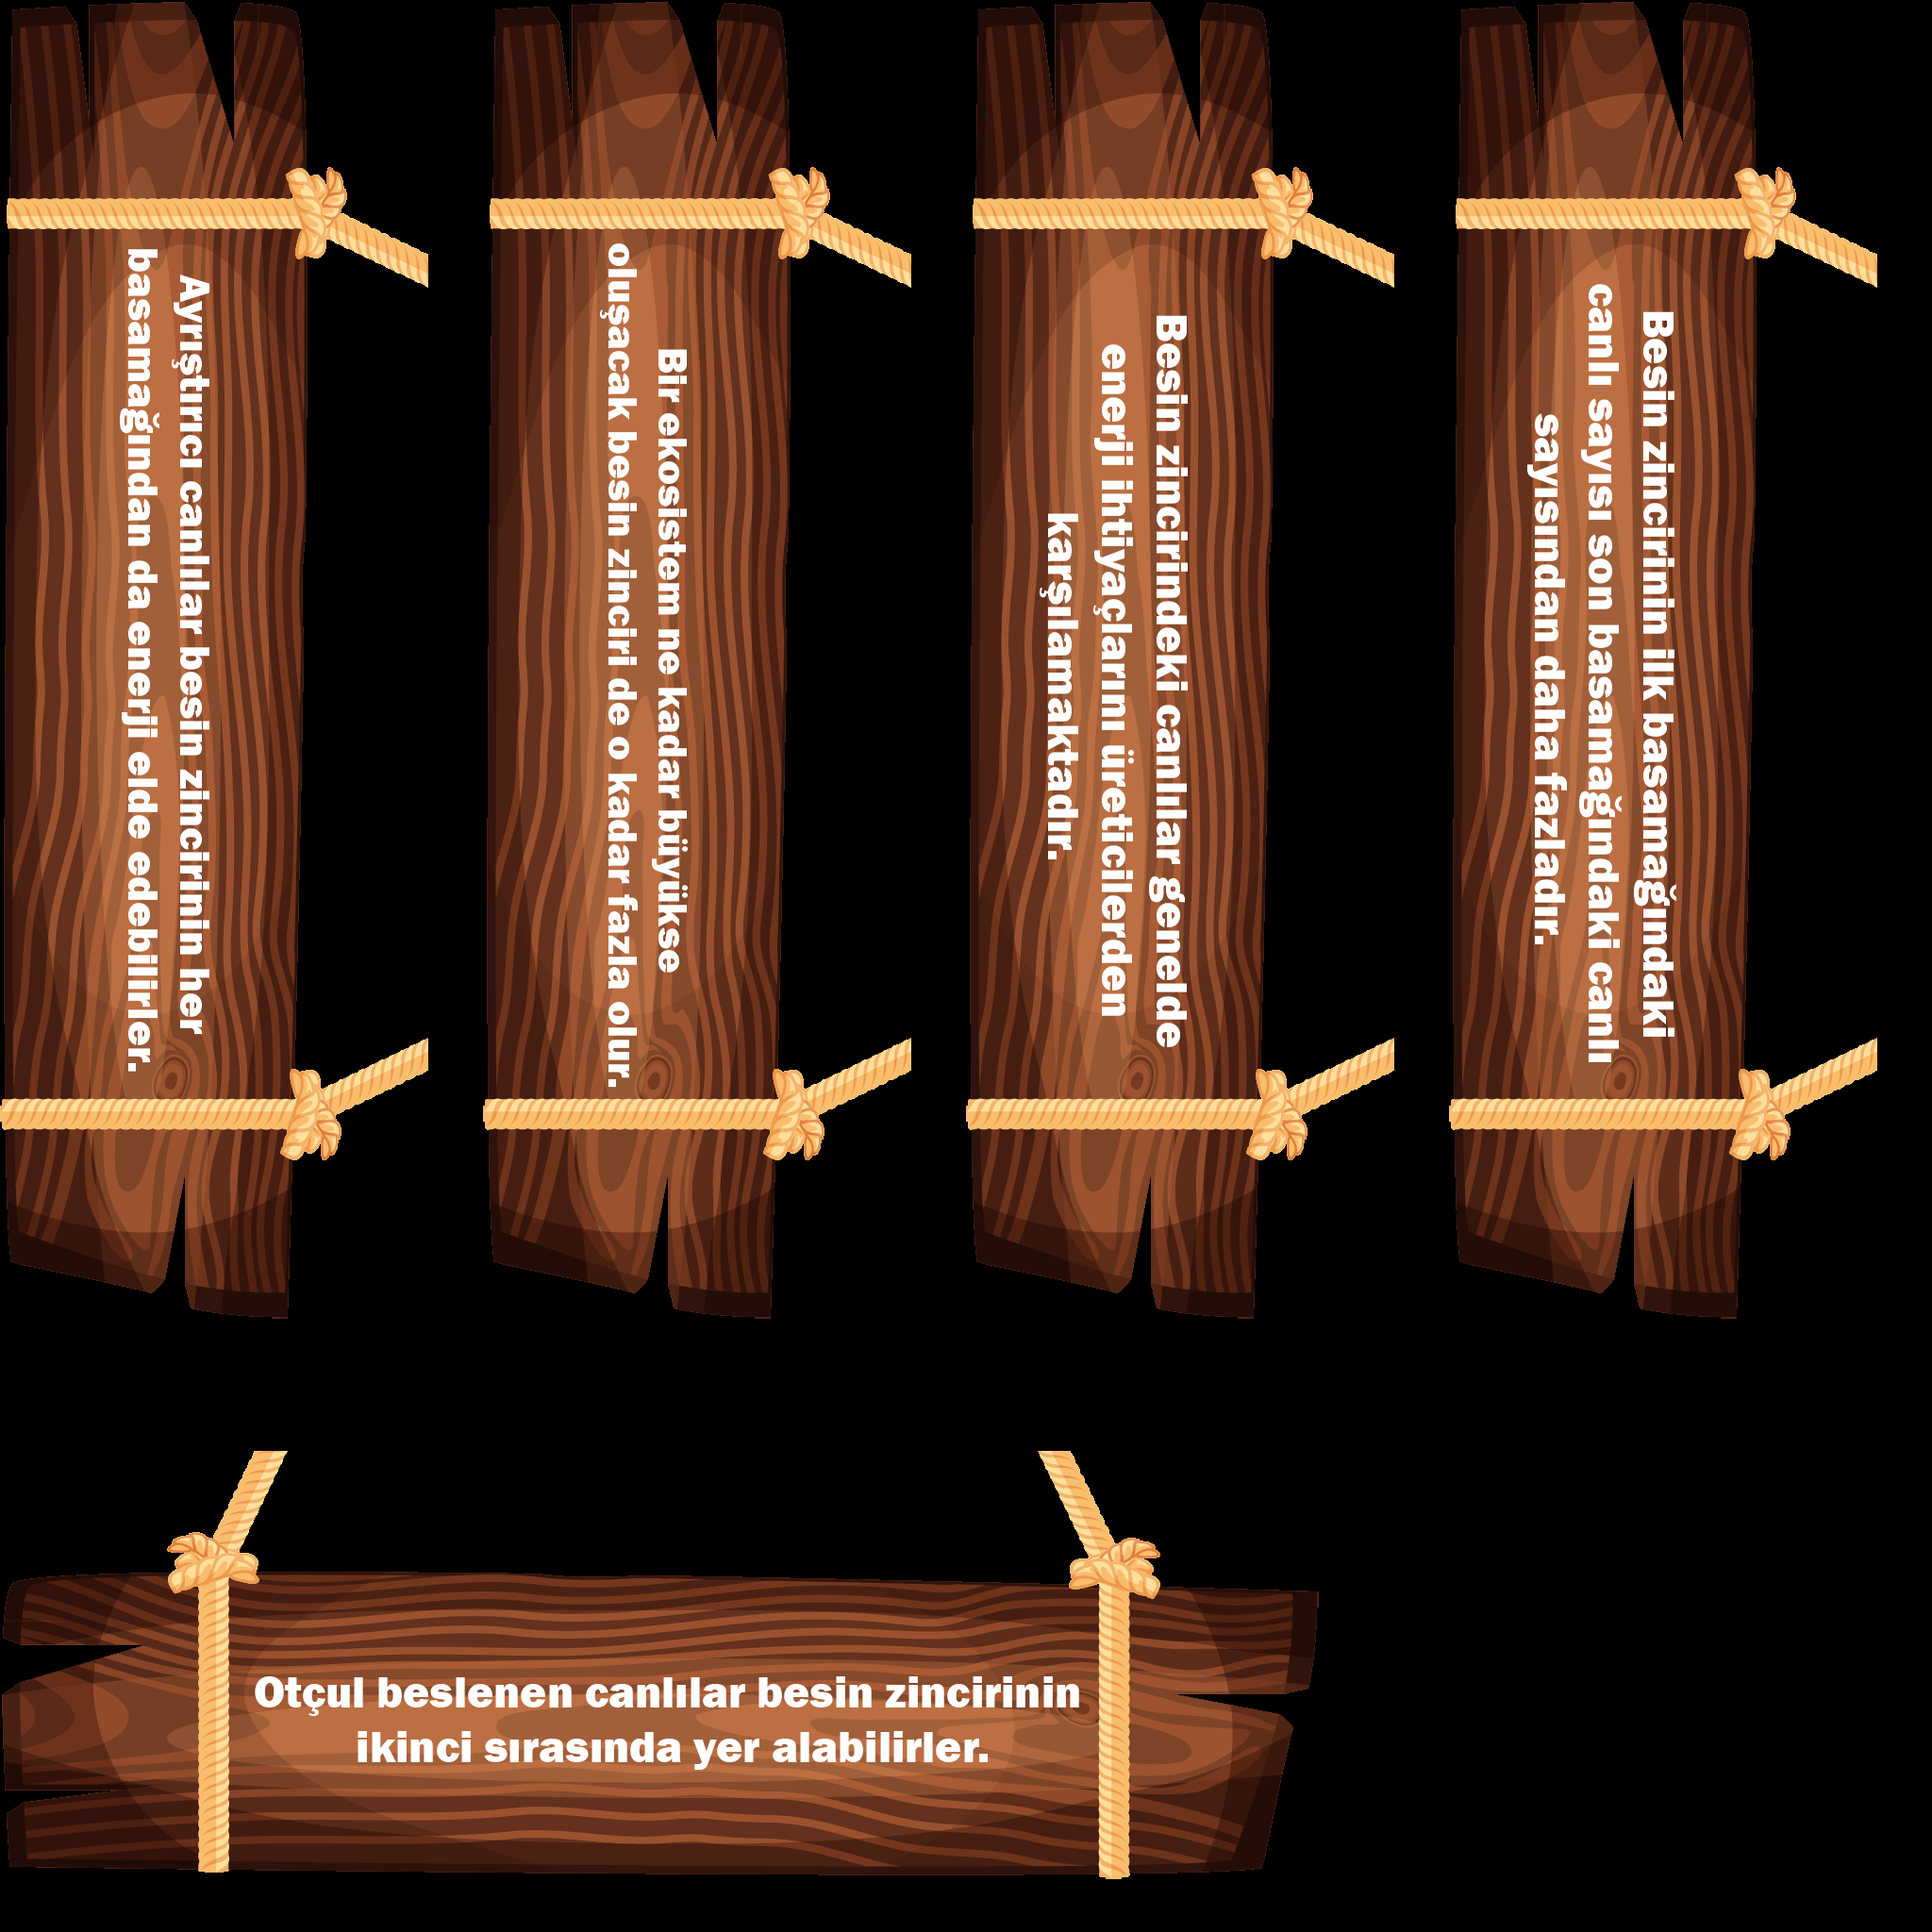 Ayrıştırıcı canlılar besin zincirinin her
basamağından da enerji elde edebilirler.
Bir ekosistem ne kadar büyükse
oluşacak besin zinciri de o kadar fazla olur.
Besin zincirindeki canlılar genelde
enerji ihtiyaçlarını üreticilerden
karşılamaktadır.
Besin zincirinin ilk basamağındaki
canlı sayısı son basamağındaki canlı
sayısından daha fazladır.
Otçul beslenen canlılar besin zincirinin
ikinci sırasında yer alabilirler.